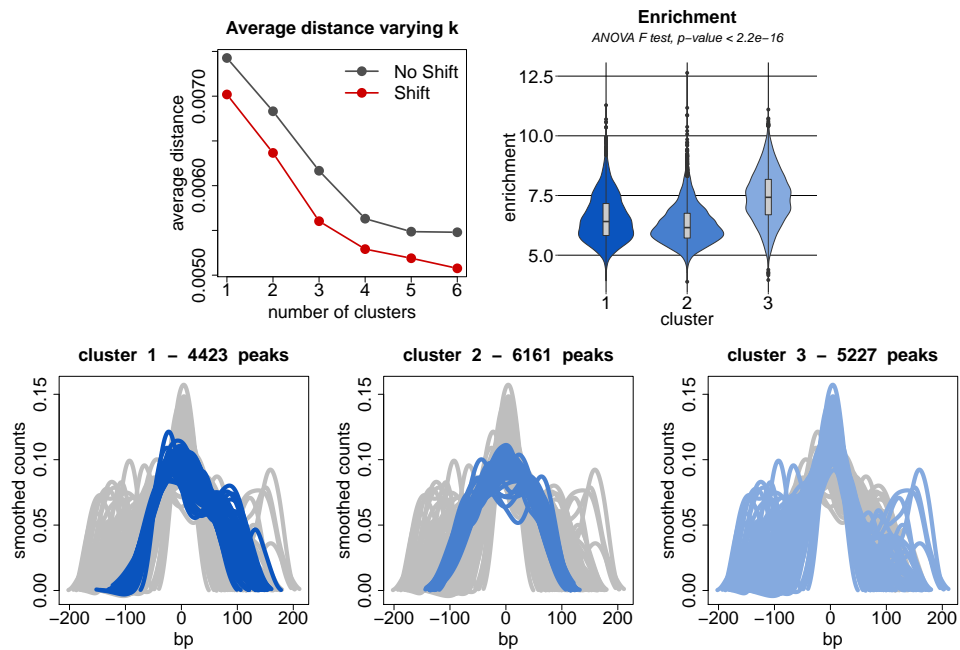 Average distance varying k
No Shift
Shift
average distance
0.0050
0.0060
0.0070
1 2 3 4 5 6
number of clusters
Enrichment
ANOVA F test, p−value < 2.2e−16
enrichment
12.5
10.0
7.5
5.0
1 2 3
cluster
cluster 1 − 4423 peaks
smoothed counts
0.00 0.05 0.10 0.15
−200 −100 0 100 200
bp
cluster 2 − 6161 peaks
smoothed counts
0.00 0.05 0.10 0.15
−200 −100 0 100 200
bp
cluster 3 − 5227 peaks
smoothed counts
0.00 0.05 0.10 0.15
−200 −100 0 100 200
bp